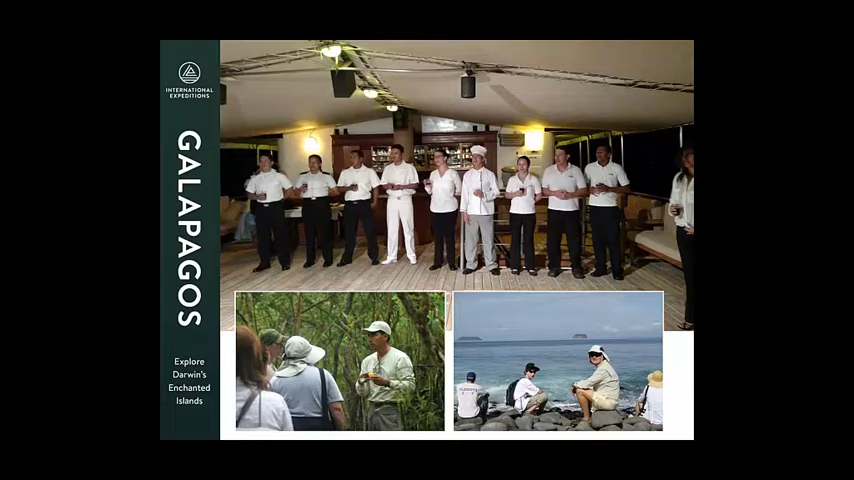 INTERNATIONAL
EXPEDITIONS
GALAPAGOS
Explore
Darwin's
Enchanted
Islands